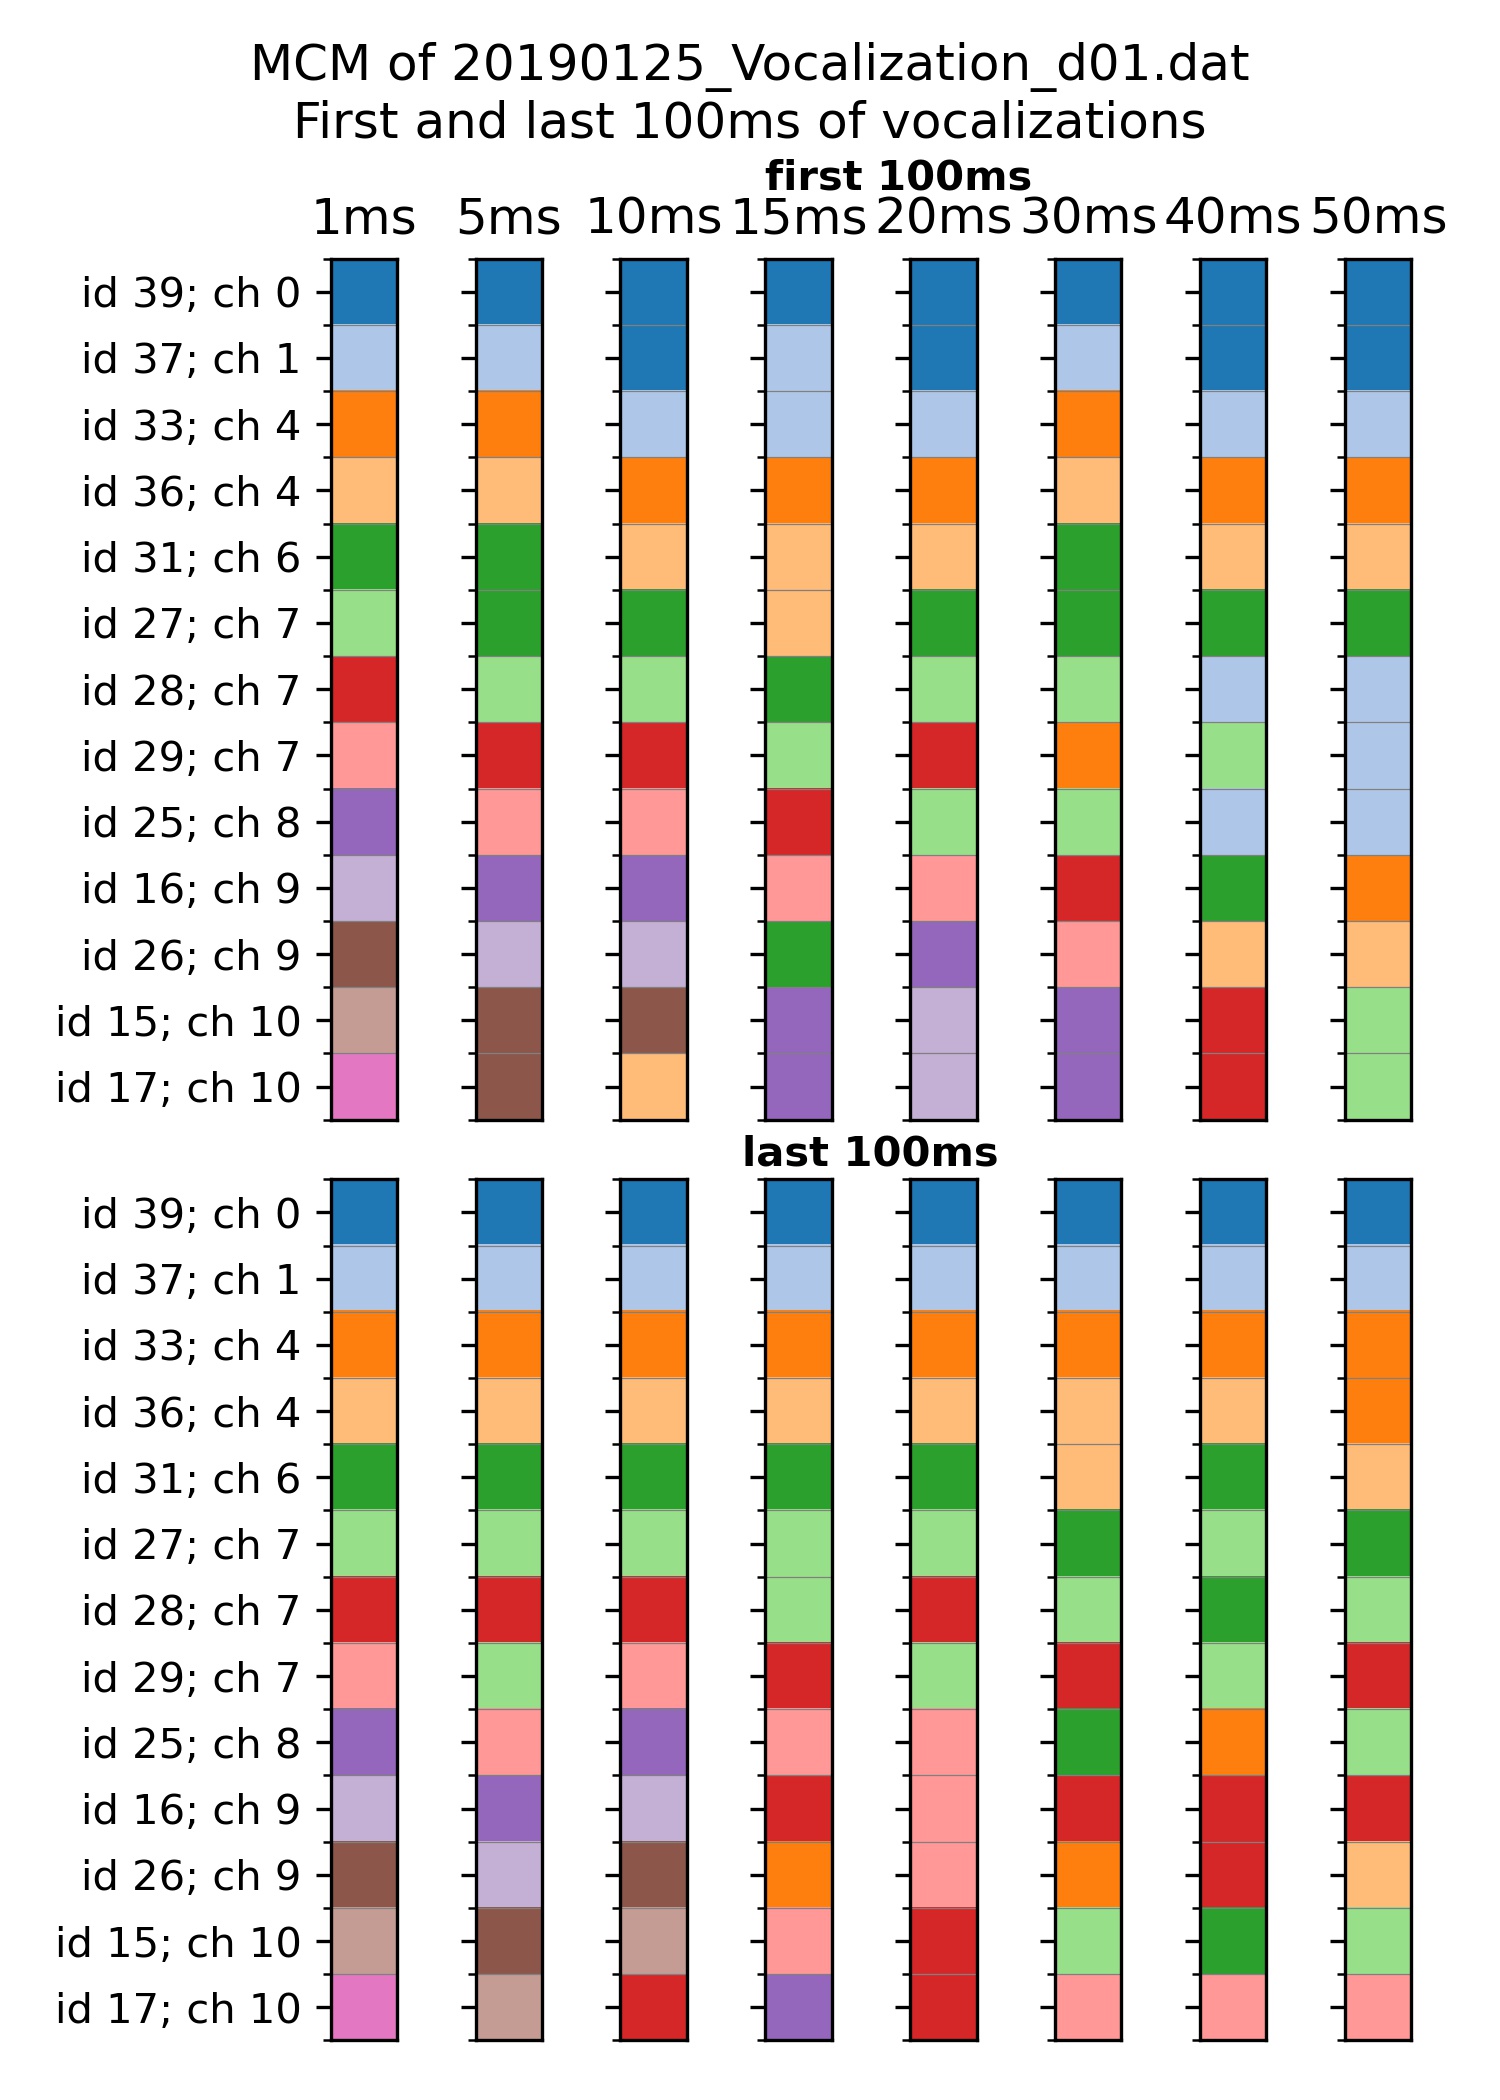 MCM of 20190125_Vocalization_d01.dat
First and last 100ms of vocalizations
first 100ms
1ms 5ms 10ms 15ms 20ms 30ms 40ms 50ms
id 39; ch 0
id 37; ch 1
id 33; ch 4
id 36; ch 4
id 31; ch 6
id 27; ch 7
id 28; ch 7
id 29; ch 7
id 25; ch 8
id 16; ch 9
id 26; ch 9
id 15; ch 10
id 17; ch 10
last 100ms
id 39; ch 0
id 37; ch 1
id 33; ch 4
id 36; ch 4
id 31; ch 6
id 27; ch 7
id 28; ch 7
id 29; ch 7
id 25; ch 8
id 16; ch 9
id 26; ch 9
id 15; ch 10
id 17; ch 10